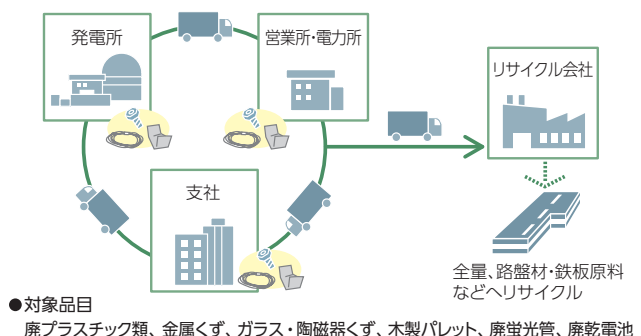 発電所
営業所・電力所
リサイクル会社
支社
全量、路盤材・鉄板原料
などへリサイクル
●対象品目
廃プラスチック類、金属くず、ガラス・陶磁器くず、木製パレット、廃蛍光管、廃乾電池